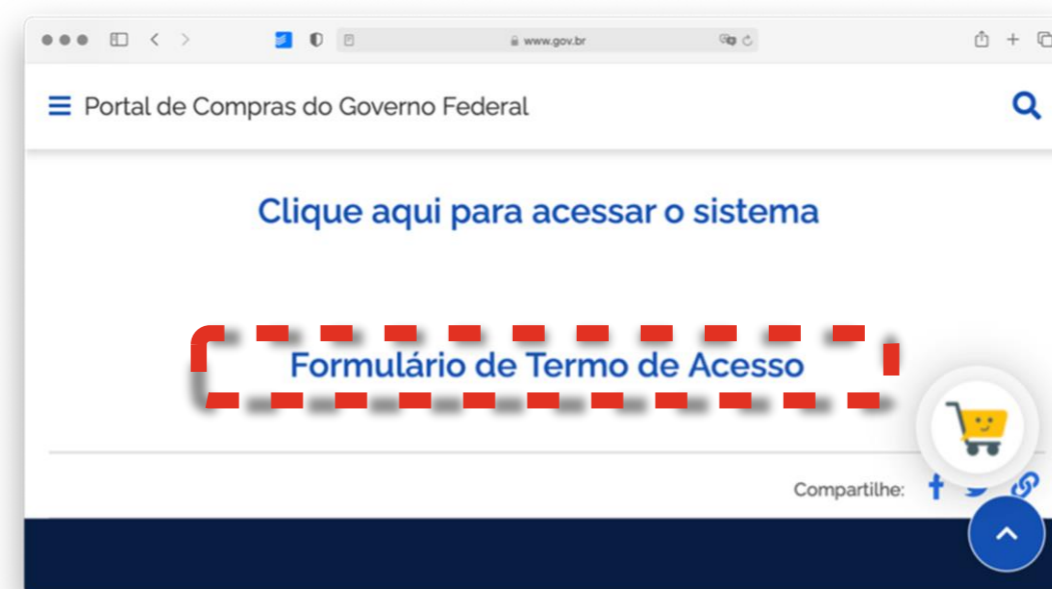 www.gov.br
Portal de Compras do Governo Federal
Clique aqui para acessar o sistema
Formulário de Termo de Acesso
Compartilhe: